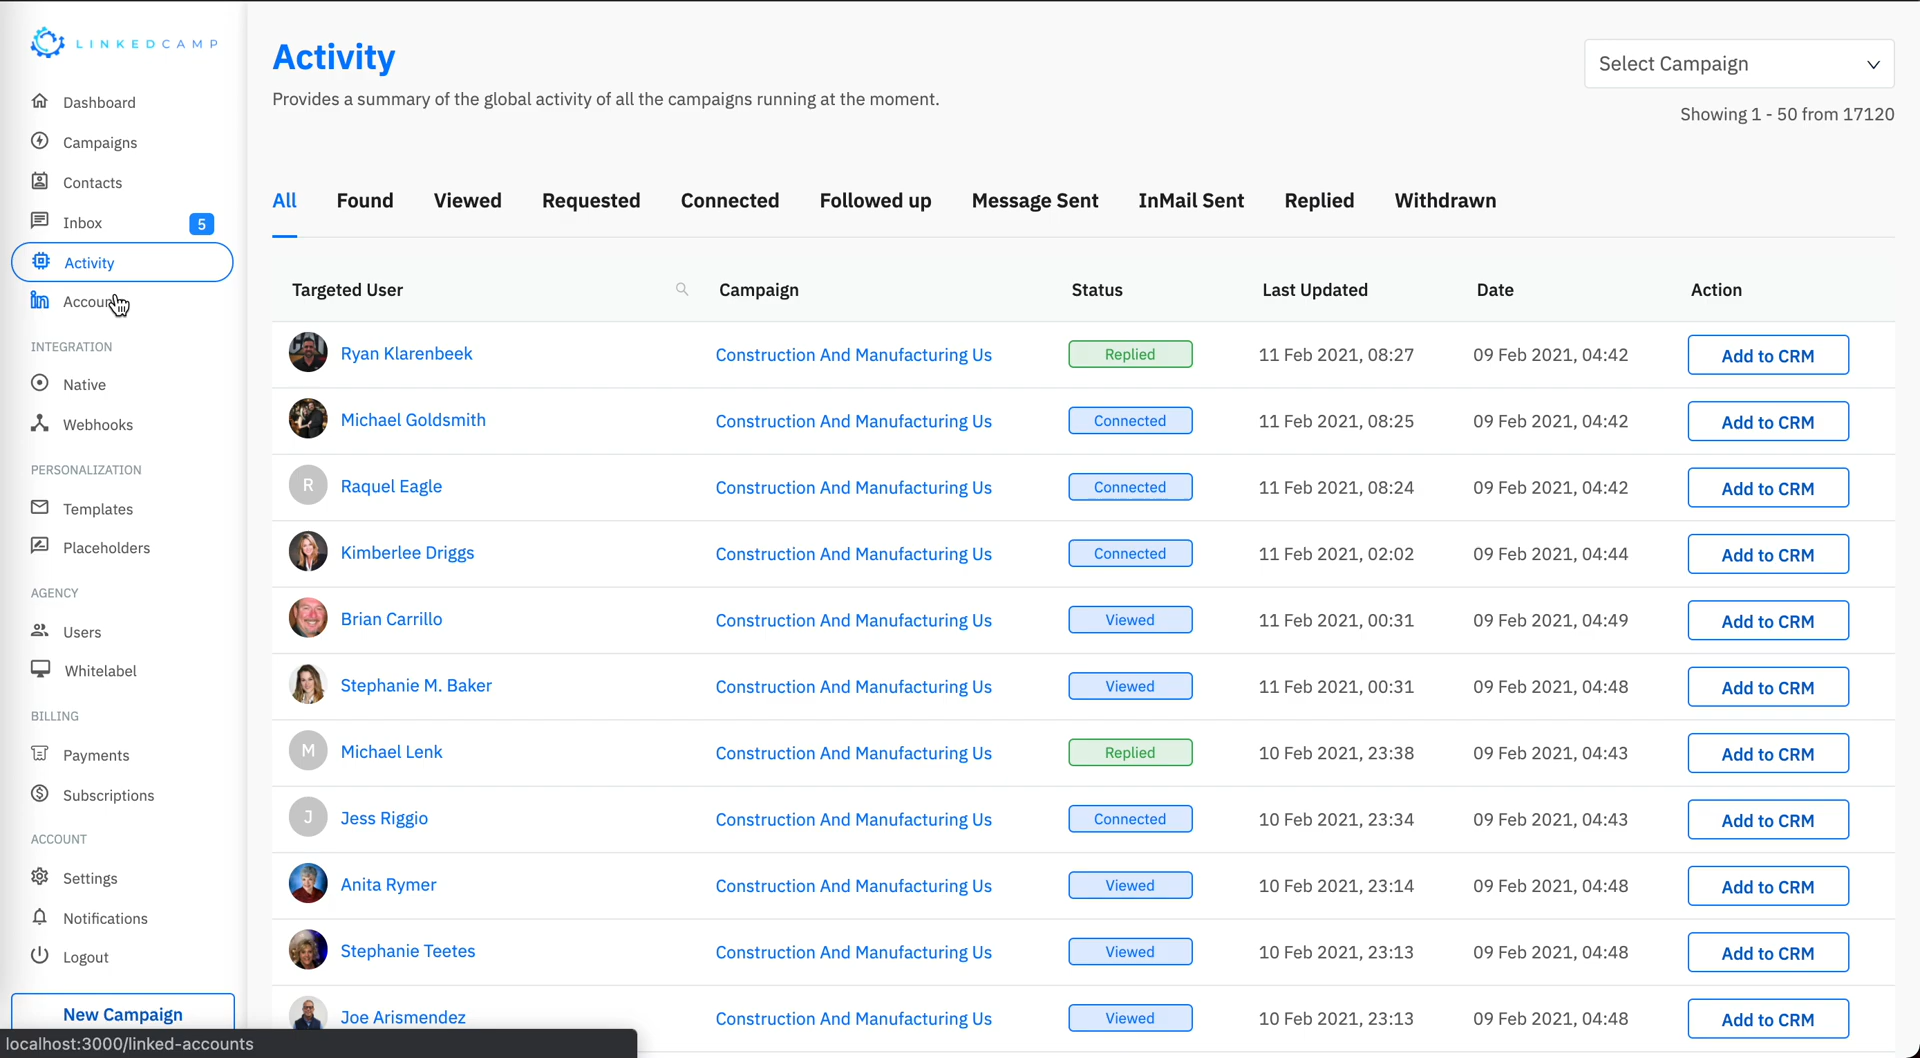 LINKEDCAMP
Dashboard
Campaigns
Contacts
Inbox 5
Activity
INTEGRATION
Native
Webhooks
PERSONALIZATION
Templates
Placeholders
AGENCY
Users
Whitelabel
BILLING
Payments
Subscriptions
ACCOUNT
Settings
Notifications
Logout
New Campaign
localhost:3000/linked-accounts
Activity
Provides a summary of the global activity of all the campaigns running at the moment.
Select Campaign
Showing 1 - 50 from 17120
All Found Viewed Requested Connected Followed up Message Sent InMail Sent Replied Withdrawn
Targeted User Campaign Status Last Updated Date Action
Ryan Klarenbeek Construction And Manufacturing Us Replied 11 Feb 2021, 08:27 09 Feb 2021, 04:42 Add to CRM
Michael Goldsmith Construction And Manufacturing Us Connected 11 Feb 2021, 08:25 09 Feb 2021, 04:42 Add to CRM
R Raquel Eagle Construction And Manufacturing Us Connected 11 Feb 2021, 08:24 09 Feb 2021, 04:42 Add to CRM
Kimberlee Driggs Construction And Manufacturing Us Connected 11 Feb 2021, 02:02 09 Feb 2021, 04:44 Add to CRM
Brian Carrillo Construction And Manufacturing Us Viewed 11 Feb 2021, 00:31 09 Feb 2021, 04:49 Add to CRM
Stephanie M. Baker Construction And Manufacturing Us Viewed 11 Feb 2021, 00:31 09 Feb 2021, 04:48 Add to CRM
M Michael Lenk Construction And Manufacturing Us Replied 10 Feb 2021, 23:38 09 Feb 2021, 04:43 Add to CRM
J Jess Riggio Construction And Manufacturing Us Connected 10 Feb 2021, 23:34 09 Feb 2021, 04:43 Add to CRM
Anita Rymer Construction And Manufacturing Us Viewed 10 Feb 2021, 23:14 09 Feb 2021, 04:48 Add to CRM
Stephanie Teetes Construction And Manufacturing Us Viewed 10 Feb 2021, 23:13 09 Feb 2021, 04:48 Add to CRM
Joe Arismendez Construction And Manufacturing Us Viewed 10 Feb 2021, 23:13 09 Feb 2021, 04:48 Add to CRM